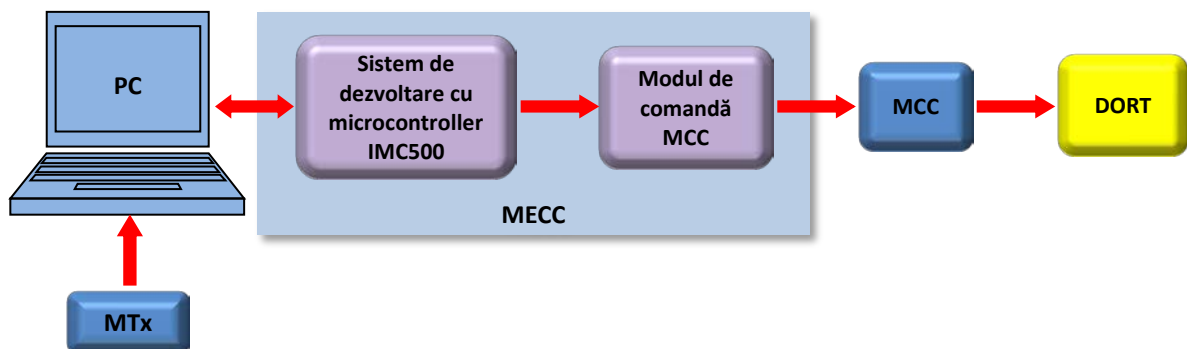 PC
Sistem de
dezvoltare cu
microcontroller
IMC500
Modul de
comandă
MCC
MCC
DORT
MECC
MTx